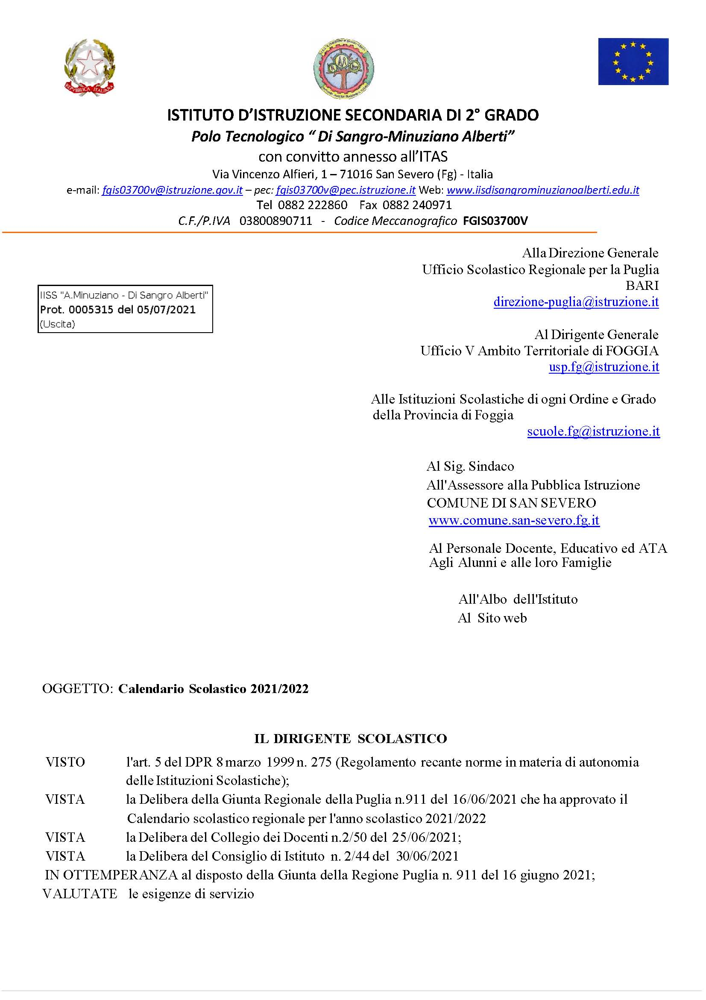 REPVBBLICA ITALIANA
ISTITUTO D'ISTRUZIONE SECONDARIA DI 2° GRADO
Polo Tecnologico “ Di Sangro-Minuziano Alberti”
con convitto annesso all’ITAS
Via Vincenzo Alfieri, 1 – 71016 San Severo (Fg) - Italia
e-mail: fgis03700v@istruzione.gov.it – pec: fgis03700v@pec.istruzione.it Web: www.iisdisangrominuzianoalberti.edu.it
Tel 0882 222860 Fax 0882 240971
C.F./P.IVA 03800890711 - Codice Meccanografico FGIS03700V
Alla Direzione Generale
Ufficio Scolastico Regionale per la Puglia
BARI
direzione-puglia@istruzione.it
IISS "A.Minuziano - Di Sangro Alberti"
Prot. 0005315 del 05/07/2021
(Uscita)
Al Dirigente Generale
Ufficio V Ambito Territoriale di FOGGIA
usp.fg@istruzione.it
Alle Istituzioni Scolastiche di ogni Ordine e Grado
della Provincia di Foggia
scuole.fg@istruzione.it
Al Sig. Sindaco
All'Assessore alla Pubblica Istruzione
COMUNE DI SAN SEVERO
www.comune.san-severo.fg.it
Al Personale Docente, Educativo ed ATA
Agli Alunni e alle loro Famiglie
All'Albo dell'Istituto
Al Sito web
OGGETTO: Calendario Scolastico 2021/2022
IL DIRIGENTE SCOLASTICO
VISTO l'art. 5 del DPR 8 marzo 1999 n. 275 (Regolamento recante norme in materia di autonomia
delle Istituzioni Scolastiche);
VISTA la Delibera della Giunta Regionale della Puglia n.911 del 16/06/2021 che ha approvato il
Calendario scolastico regionale per l'anno scolastico 2021/2022
VISTA la Delibera del Collegio dei Docenti n.2/50 del 25/06/2021;
VISTA la Delibera del Consiglio di Istituto n. 2/44 del 30/06/2021
IN OTTEMPERANZA al disposto della Giunta della Regione Puglia n. 911 del 16 giugno 2021;
VALUTATE le esigenze di servizio